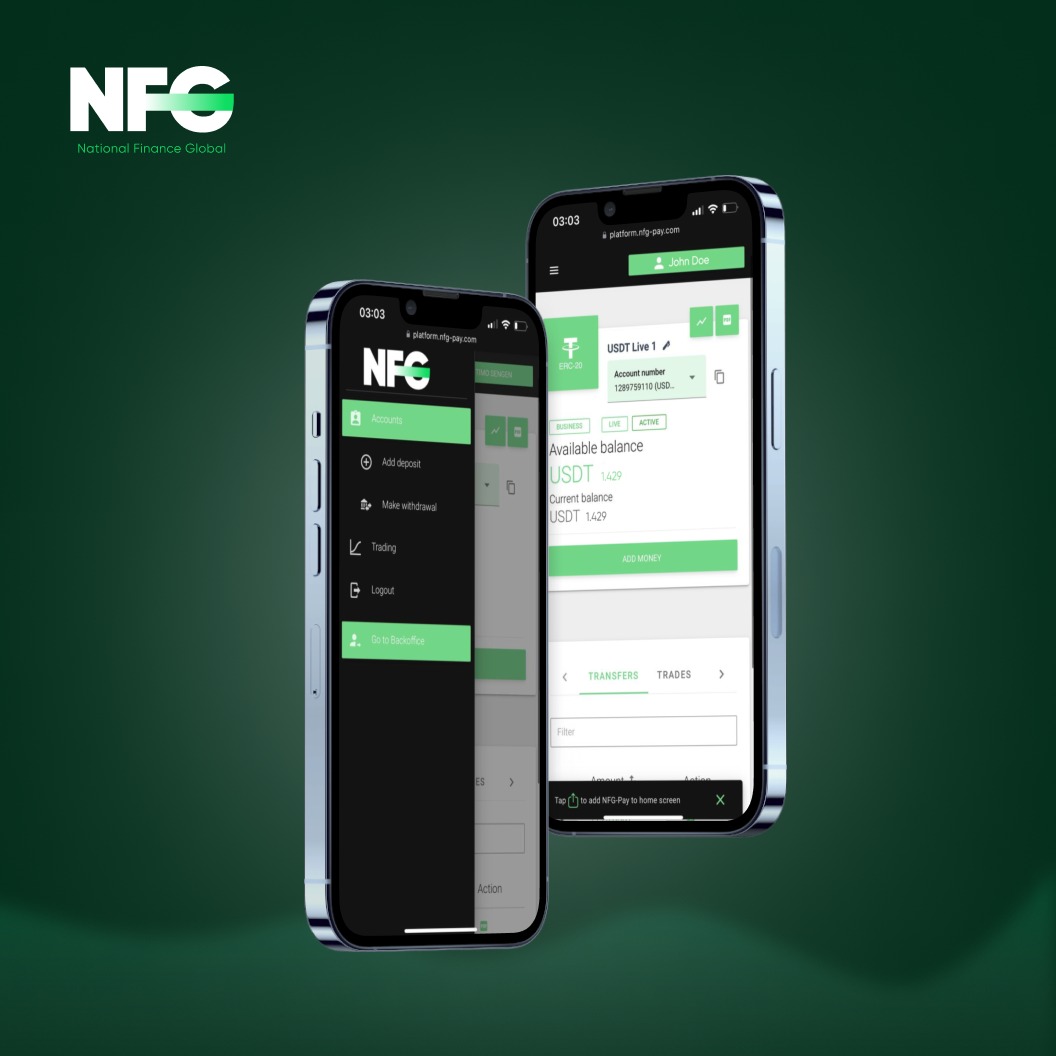 NFG
National Finance Global
03:03
platform.nfg-pay.com
NFG
Accounts
Add deposit
Make withdrawal
Trading
Logout
Go to Backoffice
ES
Action
03:03
platform.nfg-pay.com
John Doe
ERC-20
USDT Live 1
Account number
1289759110 (USD...
BUSINESS LIVE ACTIVE
Available balance
USDT 1.429
Current balance
USDT 1.429
ADD MONEY
TRANSFERS TRADES
Filter
Amount Action
Tap to add NFG-Pay to home screen X